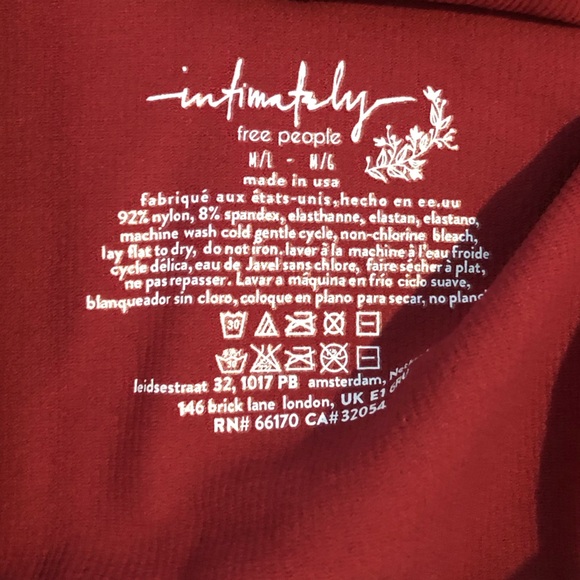 intimately
free people
M/L - M/G
made in usa
fabriqué aux états-unis, hecho en ee.uu
92% nylon, 8% spandex, elasthanne, elastan, elastano,
machine wash cold gentle cycle, non-chlorine bleach,
lay flat to dry, do not iron. laver à la machine à l'eau froide
cycle délica, eau de Javel sans chlore, faire sécher à plat,
ne pas repasser. Lavar a máquina en frío ciclo suave,
blanqueador sin cloro, coloque en plano para secar, no planc
30
30
leidsestraat 32, 1017 PB amsterdam,
146 brick lane london, UK E1
RN# 66170 CA# 32054